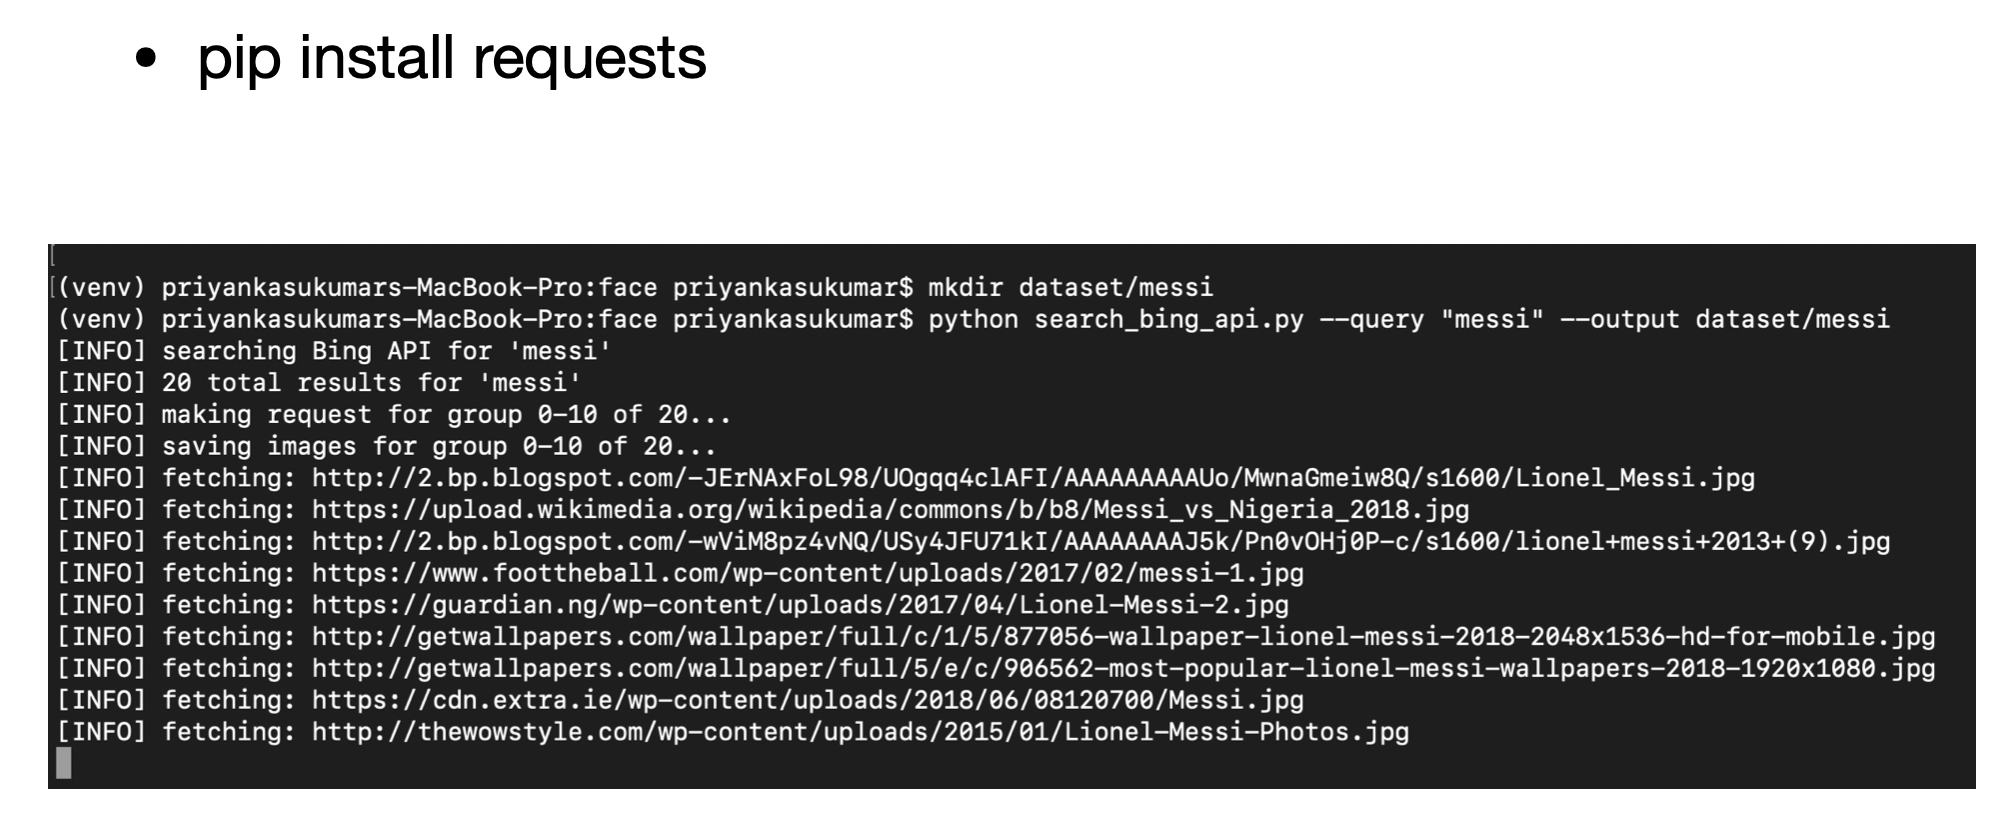 • pip install requests
[(venv) priyankasukumars-MacBook-Pro:face priyankasukumar$ mkdir dataset/messi
(venv) priyankasukumars-MacBook-Pro:face priyankasukumar$ python search_bing_api.py --query "messi" --output dataset/messi
[INFO] searching Bing API for 'messi'
[INFO] 20 total results for 'messi'
[INFO] making request for group 0-10 of 20...
[INFO] saving images for group 0-10 of 20...
[INFO] fetching: http://2.bp.blogspot.com/-JErNAxFoL98/UOgqq4clAFI/AAAAAAAAAUo/MwnaGmeiw8Q/s1600/Lionel_Messi.jpg
[INFO] fetching: https://upload.wikimedia.org/wikipedia/commons/b/b8/Messi_vs_Nigeria_2018.jpg
[INFO] fetching: http://2.bp.blogspot.com/-wViM8pz4vNQ/USy4JFU71kI/AAAAAAAAJ5k/Pn0vOHj0P-c/s1600/lionel+messi+2013+(9).jpg
[INFO] fetching: https://www.foottheball.com/wp-content/uploads/2017/02/messi-1.jpg
[INFO] fetching: https://guardian.ng/wp-content/uploads/2017/04/Lionel-Messi-2.jpg
[INFO] fetching: http://getwallpapers.com/wallpaper/full/c/1/5/877056-wallpaper-lionel-messi-2018-2048x1536-hd-for-mobile.jpg
[INFO] fetching: http://getwallpapers.com/wallpaper/full/5/e/c/906562-most-popular-lionel-messi-wallpapers-2018-1920x1080.jpg
[INFO] fetching: https://cdn.extra.ie/wp-content/uploads/2018/06/08120700/Messi.jpg
[INFO] fetching: http://thewowstyle.com/wp-content/uploads/2015/01/Lionel-Messi-Photos.jpg